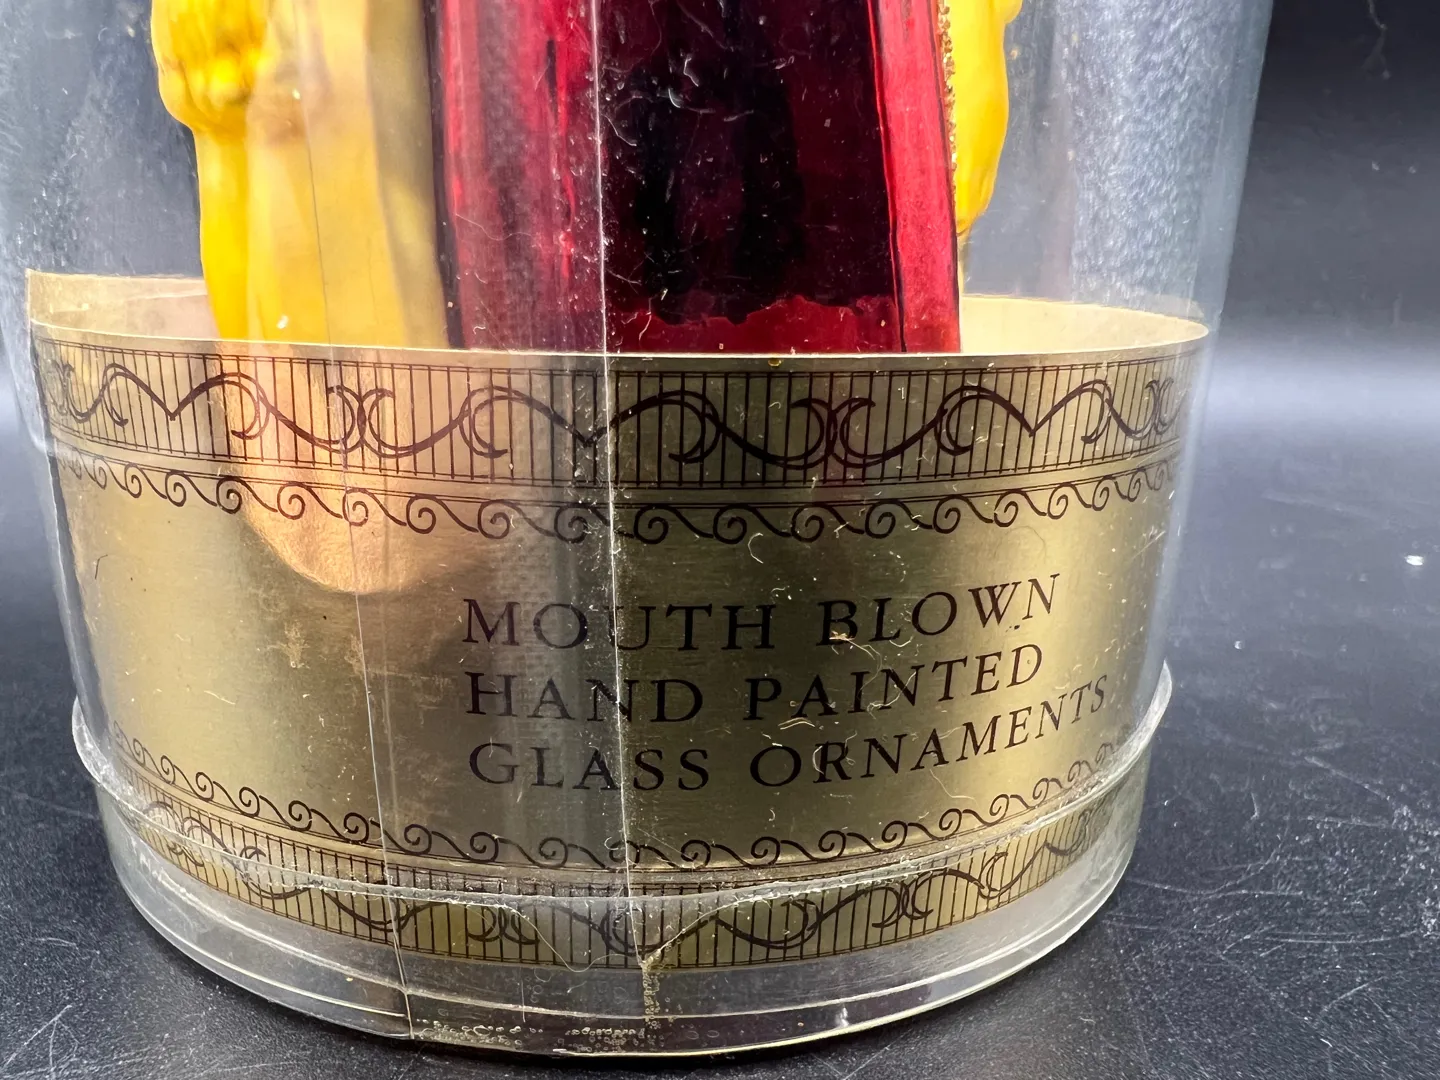 MOUTH BLOWN
HAND PAINTED
GLASS ORNAMENTS